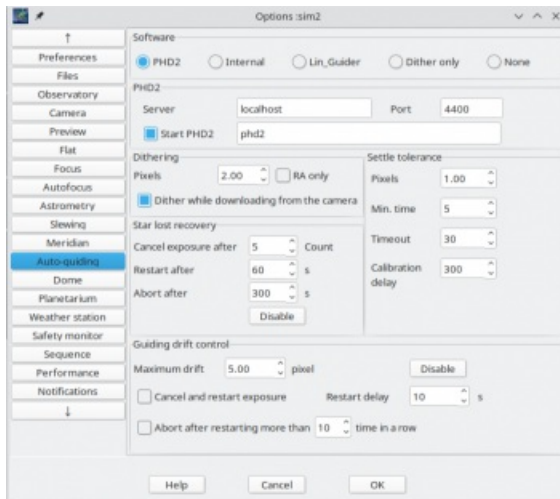 Options :sim2
↑
Preferences
Files
Observatory
Camera
Preview
Flat
Focus
Autofocus
Astrometry
Slewing
Meridian
Auto-guiding
Dome
Planetarium
Weather station
Safety monitor
Sequence
Performance
Notifications
↓
Software
PHD2 Internal Lin_Guider Dither only None
PHD2
Server localhost Port 4400
Start PHD2 phd2
Dithering
Pixels 2.00 RA only
Dither while downloading from the camera
Settle tolerance
Pixels 1.00
Min. time 5
Timeout 30
Calibration delay 300
Star lost recovery
Cancel exposure after 5 Count
Restart after 60 s
Abort after 300 s
Disable
Guiding drift control
Maximum drift 5.00 pixel Disable
Cancel and restart exposure Restart delay 10 s
Abort after restarting more than 10 time in a row
Help Cancel OK